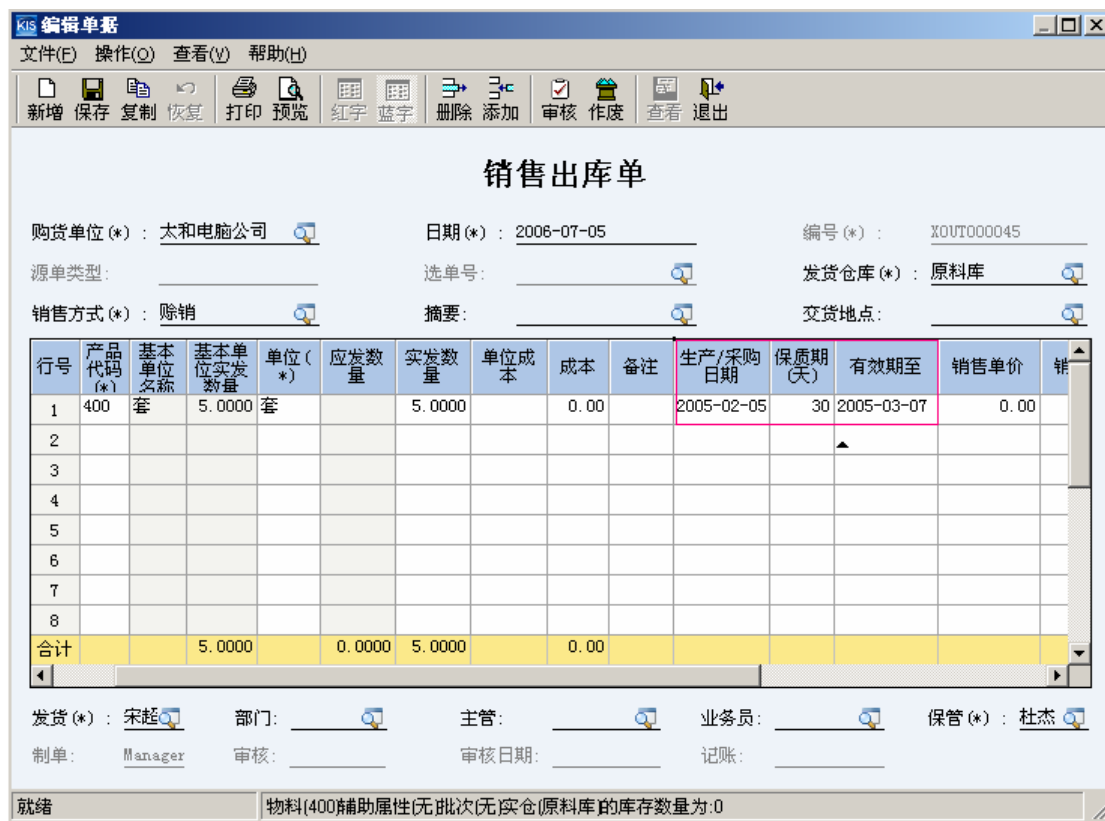 KIS 编辑单据
文件(F) 操作(O) 查看(V) 帮助(H)
新增 保存 复制 恢复 打印 预览 红字 蓝字 删除 添加 审核 作废 查看 退出
销售出库单
购货单位(*)：太和电脑公司 日期(*)：2006-07-05 编号(*)： XOUT000045
源单类型: 选单号: 发货仓库(*)：原料库
销售方式(*)：赊销 摘要: 交货地点:
行号 产品代码(*) 基本单位名称 基本单位实发数量 单位(*) 应发数量 实发数量 单位成本 成本 备注 生产/采购日期 保质期(天) 有效期至 销售单价 销
1 400 套 5.0000 套 5.0000 0.00 2005-02-05 30 2005-03-07 0.00
2
3
4
5
6
7
8
合计 5.0000 0.0000 5.0000 0.00
发货(*)：宋超 部门: 主管: 业务员: 保管(*)：杜杰
制单: Manager 审核: 审核日期: 记账:
就绪 物料(400)辅助属性(无)批次(无)实仓(原料库)的库存数量为:0